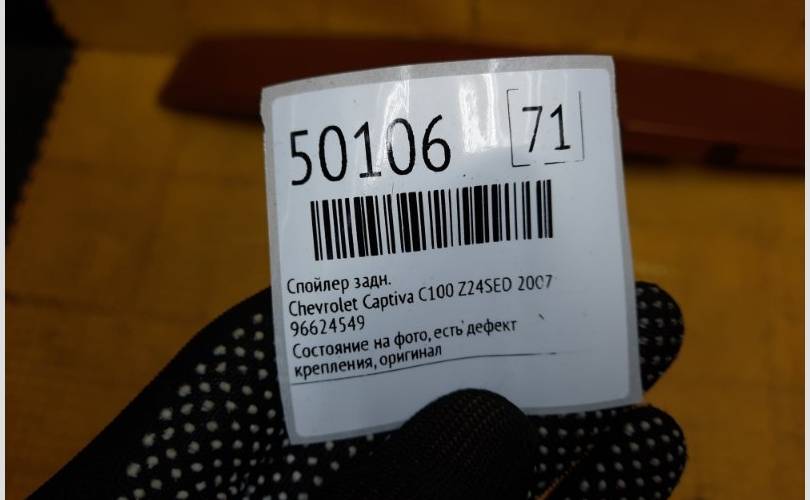 50106 71
Спойлер задн.
Chevrolet Captiva C100 Z24SED 2007
96624549
Состояние на фото, есть дефект
крепления, оригинал